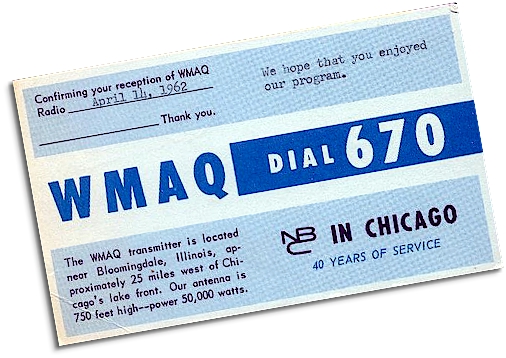 Confirming your reception of WMAQ
Radio April 14, 1962
Thank you.
We hope that you enjoyed
our program.
WMAQ DIAL 670
The WMAQ transmitter is located
near Bloomingdale, Illinois, ap-
proximately 25 miles west of Chi-
cago's lake front. Our antenna is
750 feet high--power 50,000 watts.
NBC IN CHICAGO
40 YEARS OF SERVICE